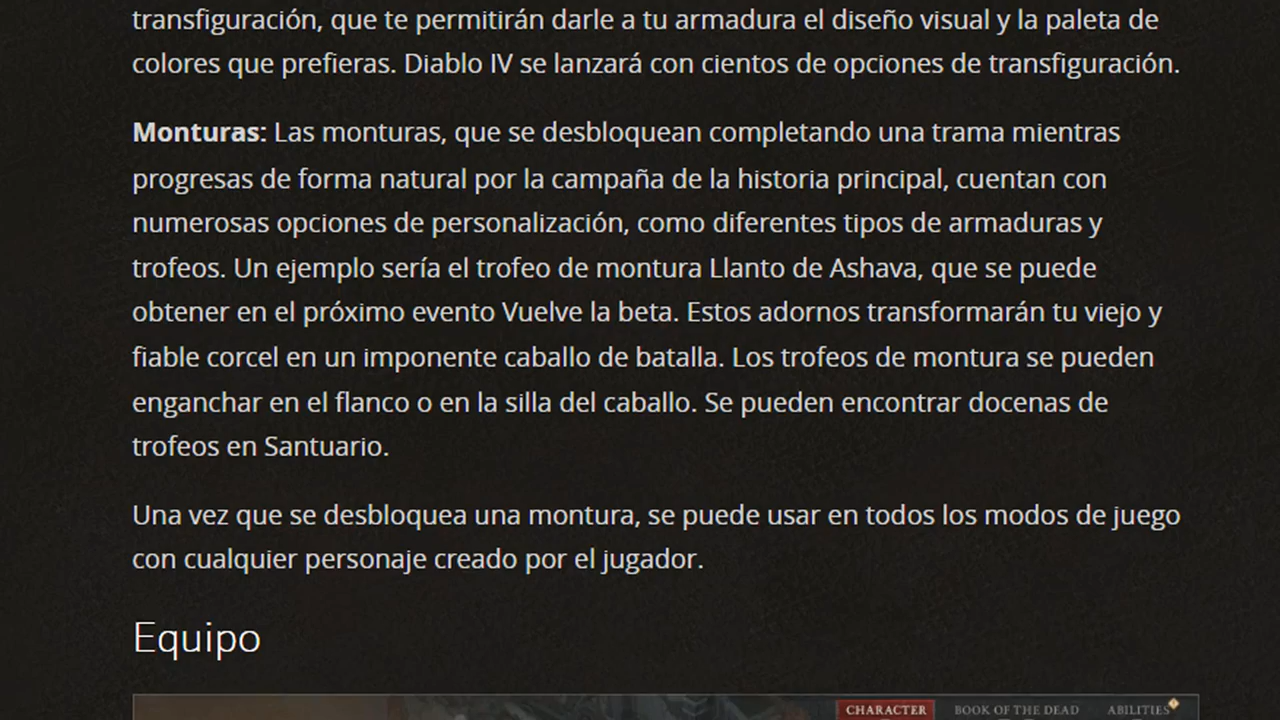 transfiguración, que te permitirán darle a tu armadura el diseño visual y la paleta de
colores que prefieras. Diablo IV se lanzará con cientos de opciones de transfiguración.
Monturas: Las monturas, que se desbloquean completando una trama mientras
progresas de forma natural por la campaña de la historia principal, cuentan con
numerosas opciones de personalización, como diferentes tipos de armaduras y
trofeos. Un ejemplo sería el trofeo de montura Llanto de Ashava, que se puede
obtener en el próximo evento Vuelve la beta. Estos adornos transformarán tu viejo y
fiable corcel en un imponente caballo de batalla. Los trofeos de montura se pueden
enganchar en el flanco o en la silla del caballo. Se pueden encontrar docenas de
trofeos en Santuario.
Una vez que se desbloquea una montura, se puede usar en todos los modos de juego
con cualquier personaje creado por el jugador.
Equipo
CHARACTER BOOK OF THE DEAD ABILITIES